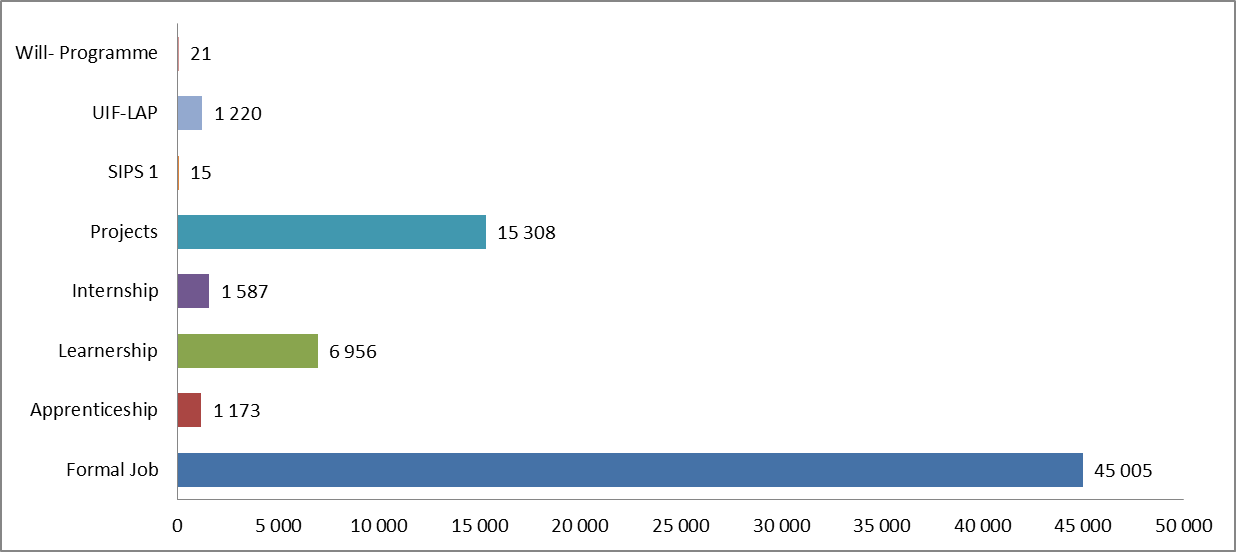 Will- Programme 21
UIF-LAP 1 220
SIPS 1 15
Projects 15 308
Internship 1 587
Learnership 6 956
Apprenticeship 1 173
Formal Job 45 005
0 5 000 10 000 15 000 20 000 25 000 30 000 35 000 40 000 45 000 50 000